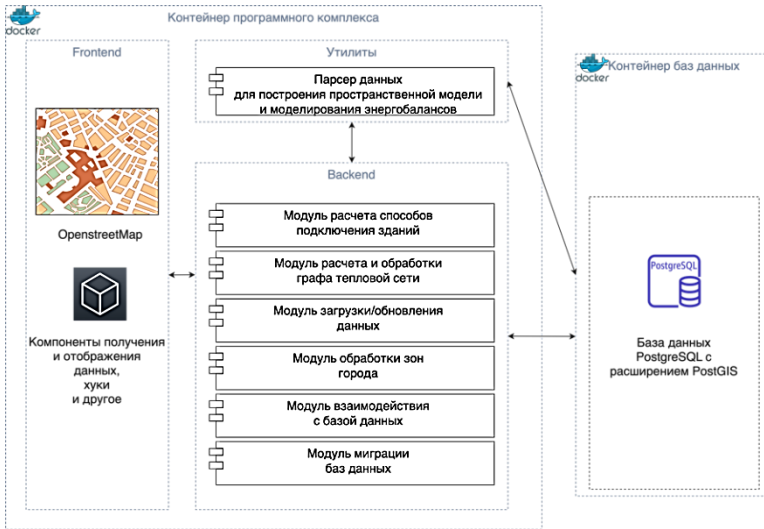 docker
Контейнер программного комплекса
Frontend
OpenstreetMap
Компоненты получения
и отображения
данных,
хуки
и другое
Утилиты
Парсер данных
для построения пространственной модели
и моделирования энергобалансов
Backend
Модуль расчета способов
подключения зданий
Модуль расчета и обработки
графа тепловой сети
Модуль загрузки/обновления
данных
Модуль обработки зон
города
Модуль взаимодействия
с базой данных
Модуль миграции
баз данных
docker
Контейнер баз данных
PostgreSQL
База данных
PostgreSQL с
расширением PostGIS